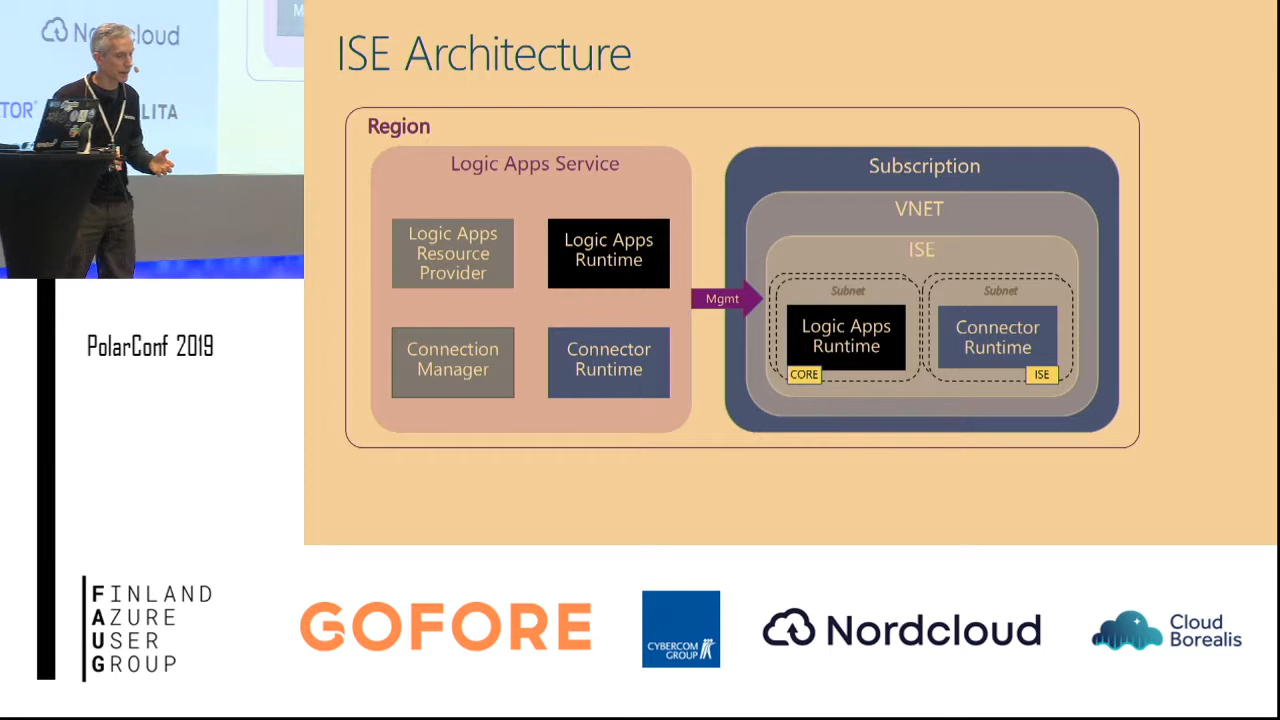 Nordcloud
TOR
LITA
M
ISE Architecture
Region
Logic Apps Service
Logic Apps
Resource
Provider
Logic Apps
Runtime
Connection
Manager
Connector
Runtime
Mgmt
Subscription
VNET
ISE
Subnet
Logic Apps
Runtime
CORE
Subnet
Connector
Runtime
ISE
PolarConf 2019
FINLAND
AZURE
USER
GROUP
GOFORE
CYBERCOM
GROUP
Nordcloud
Cloud
Borealis